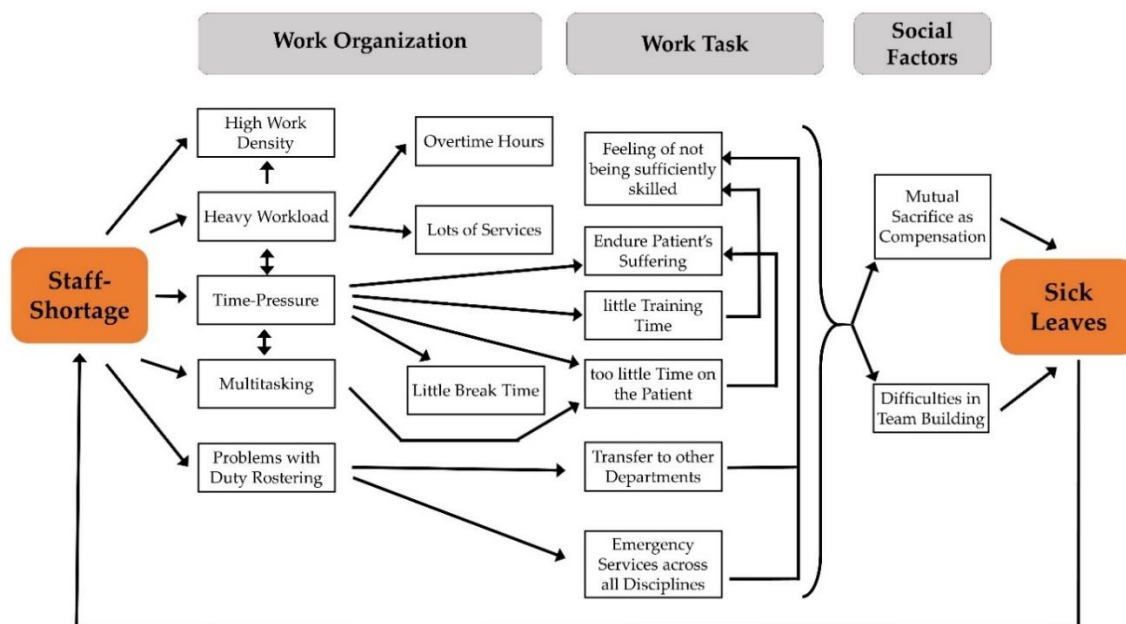 Work Organization
Work Task
Social
Factors
High Work
Density
Overtime Hours
Feeling of not
being sufficiently
skilled
Heavy Workload
Lots of Services
Mutual
Sacrifice as
Compensation
Endure Patient's
Suffering
Staff-
Shortage
Time-Pressure
little Training
Time
Sick
Leaves
Multitasking
Little Break Time
too little Time on
the Patient
Difficulties in
Team Building
Problems with
Duty Rostering
Transfer to other
Departments
Emergency
Services across
all Disciplines